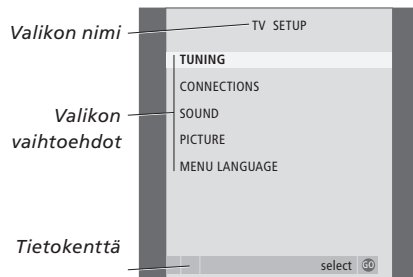 Valikon nimi
TV SETUP
TUNING
CONNECTIONS
Valikon
vaihtoehdot
SOUND
PICTURE
MENU LANGUAGE
Tietokenttä
select GO